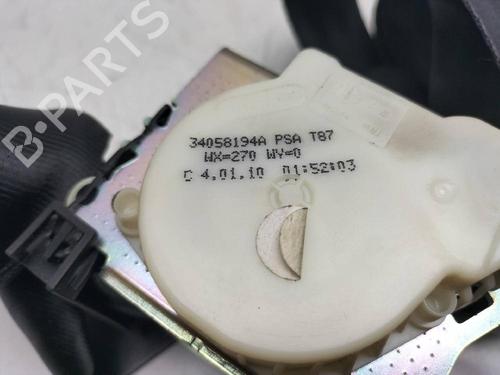 B-PARTS
34058194A PSA T87
WX=270 WY=0
C 4.01.10 01:52:03